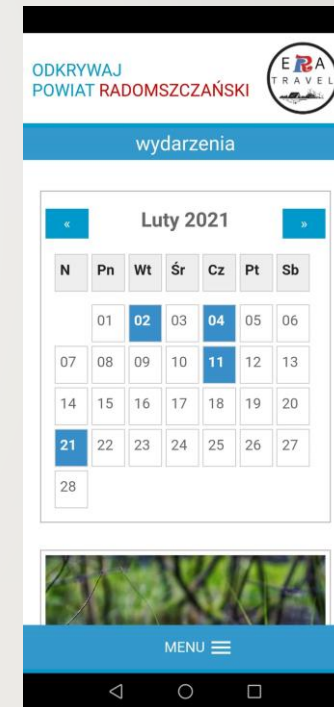 ODKRYWAJ
POWIAT RADOMSZCZAŃSKI
ERA
TRAVEL
wydarzenia
« Luty 2021 »
N Pn Wt Śr Cz Pt Sb
01 02 03 04 05 06
07 08 09 10 11 12 13
14 15 16 17 18 19 20
21 22 23 24 25 26 27
28
MENU